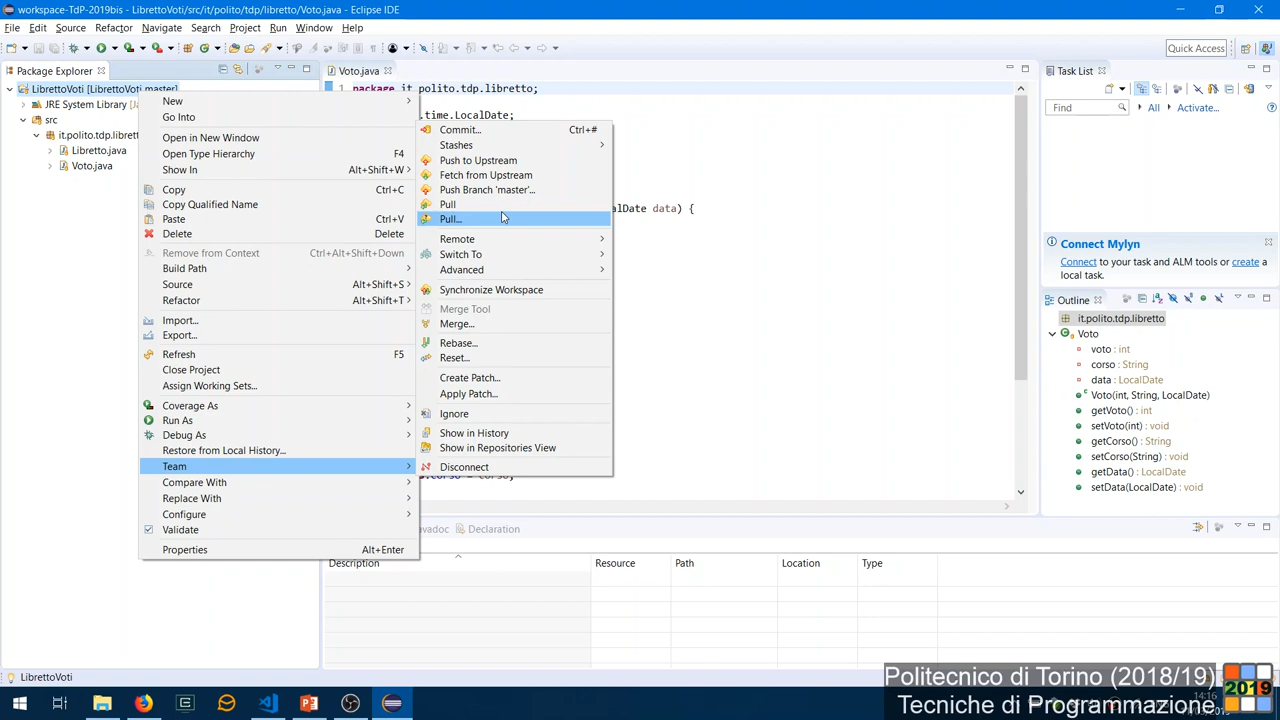 workspace-TdP-2019bis - LibrettoVoti/src/it/polito/tdp/libretto/Voto.java - Eclipse IDE
File Edit Source Refactor Navigate Search Project Run Window Help
Quick Access
Package Explorer
LibrettoVoti [LibrettoVoti master]
JRE System Library
src
it.polito.tdp.librett
Libretto.java
Voto.java
New
Go Into
Open in New Window
Open Type Hierarchy F4
Show In Alt+Shift+W
Copy Ctrl+C
Copy Qualified Name
Paste Ctrl+V
Delete Delete
Remove from Context Ctrl+Alt+Shift+Down
Build Path
Source Alt+Shift+S
Refactor Alt+Shift+T
Import...
Export...
Refresh F5
Close Project
Assign Working Sets...
Coverage As
Run As
Debug As
Restore from Local History...
Team
Compare With
Replace With
Configure
Validate
Properties Alt+Enter
Voto.java
1 package it.polito.tdp.libretto;
.time.LocalDate;
alDate data) {
.corso = corso;
Commit... Ctrl+#
Stashes
Push to Upstream
Fetch from Upstream
Push Branch 'master'...
Pull
Pull...
Remote
Switch To
Advanced
Synchronize Workspace
Merge Tool
Merge...
Rebase...
Reset...
Create Patch...
Apply Patch...
Ignore
Show in History
Show in Repositories View
Disconnect
vadoc Declaration
Description Resource Path Location Type
Task List
Find All Activate...
Connect Mylyn
Connect to your task and ALM tools or create a
local task.
Outline
it.polito.tdp.libretto
Voto
voto : int
corso : String
data : LocalDate
Voto(int, String, LocalDate)
getVoto() : int
setVoto(int) : void
getCorso() : String
setCorso(String) : void
getData() : LocalDate
setData(LocalDate) : void
LibrettoVoti
Politecnico di Torino (2018/19)
Tecniche di Programmazione
2019
14:16